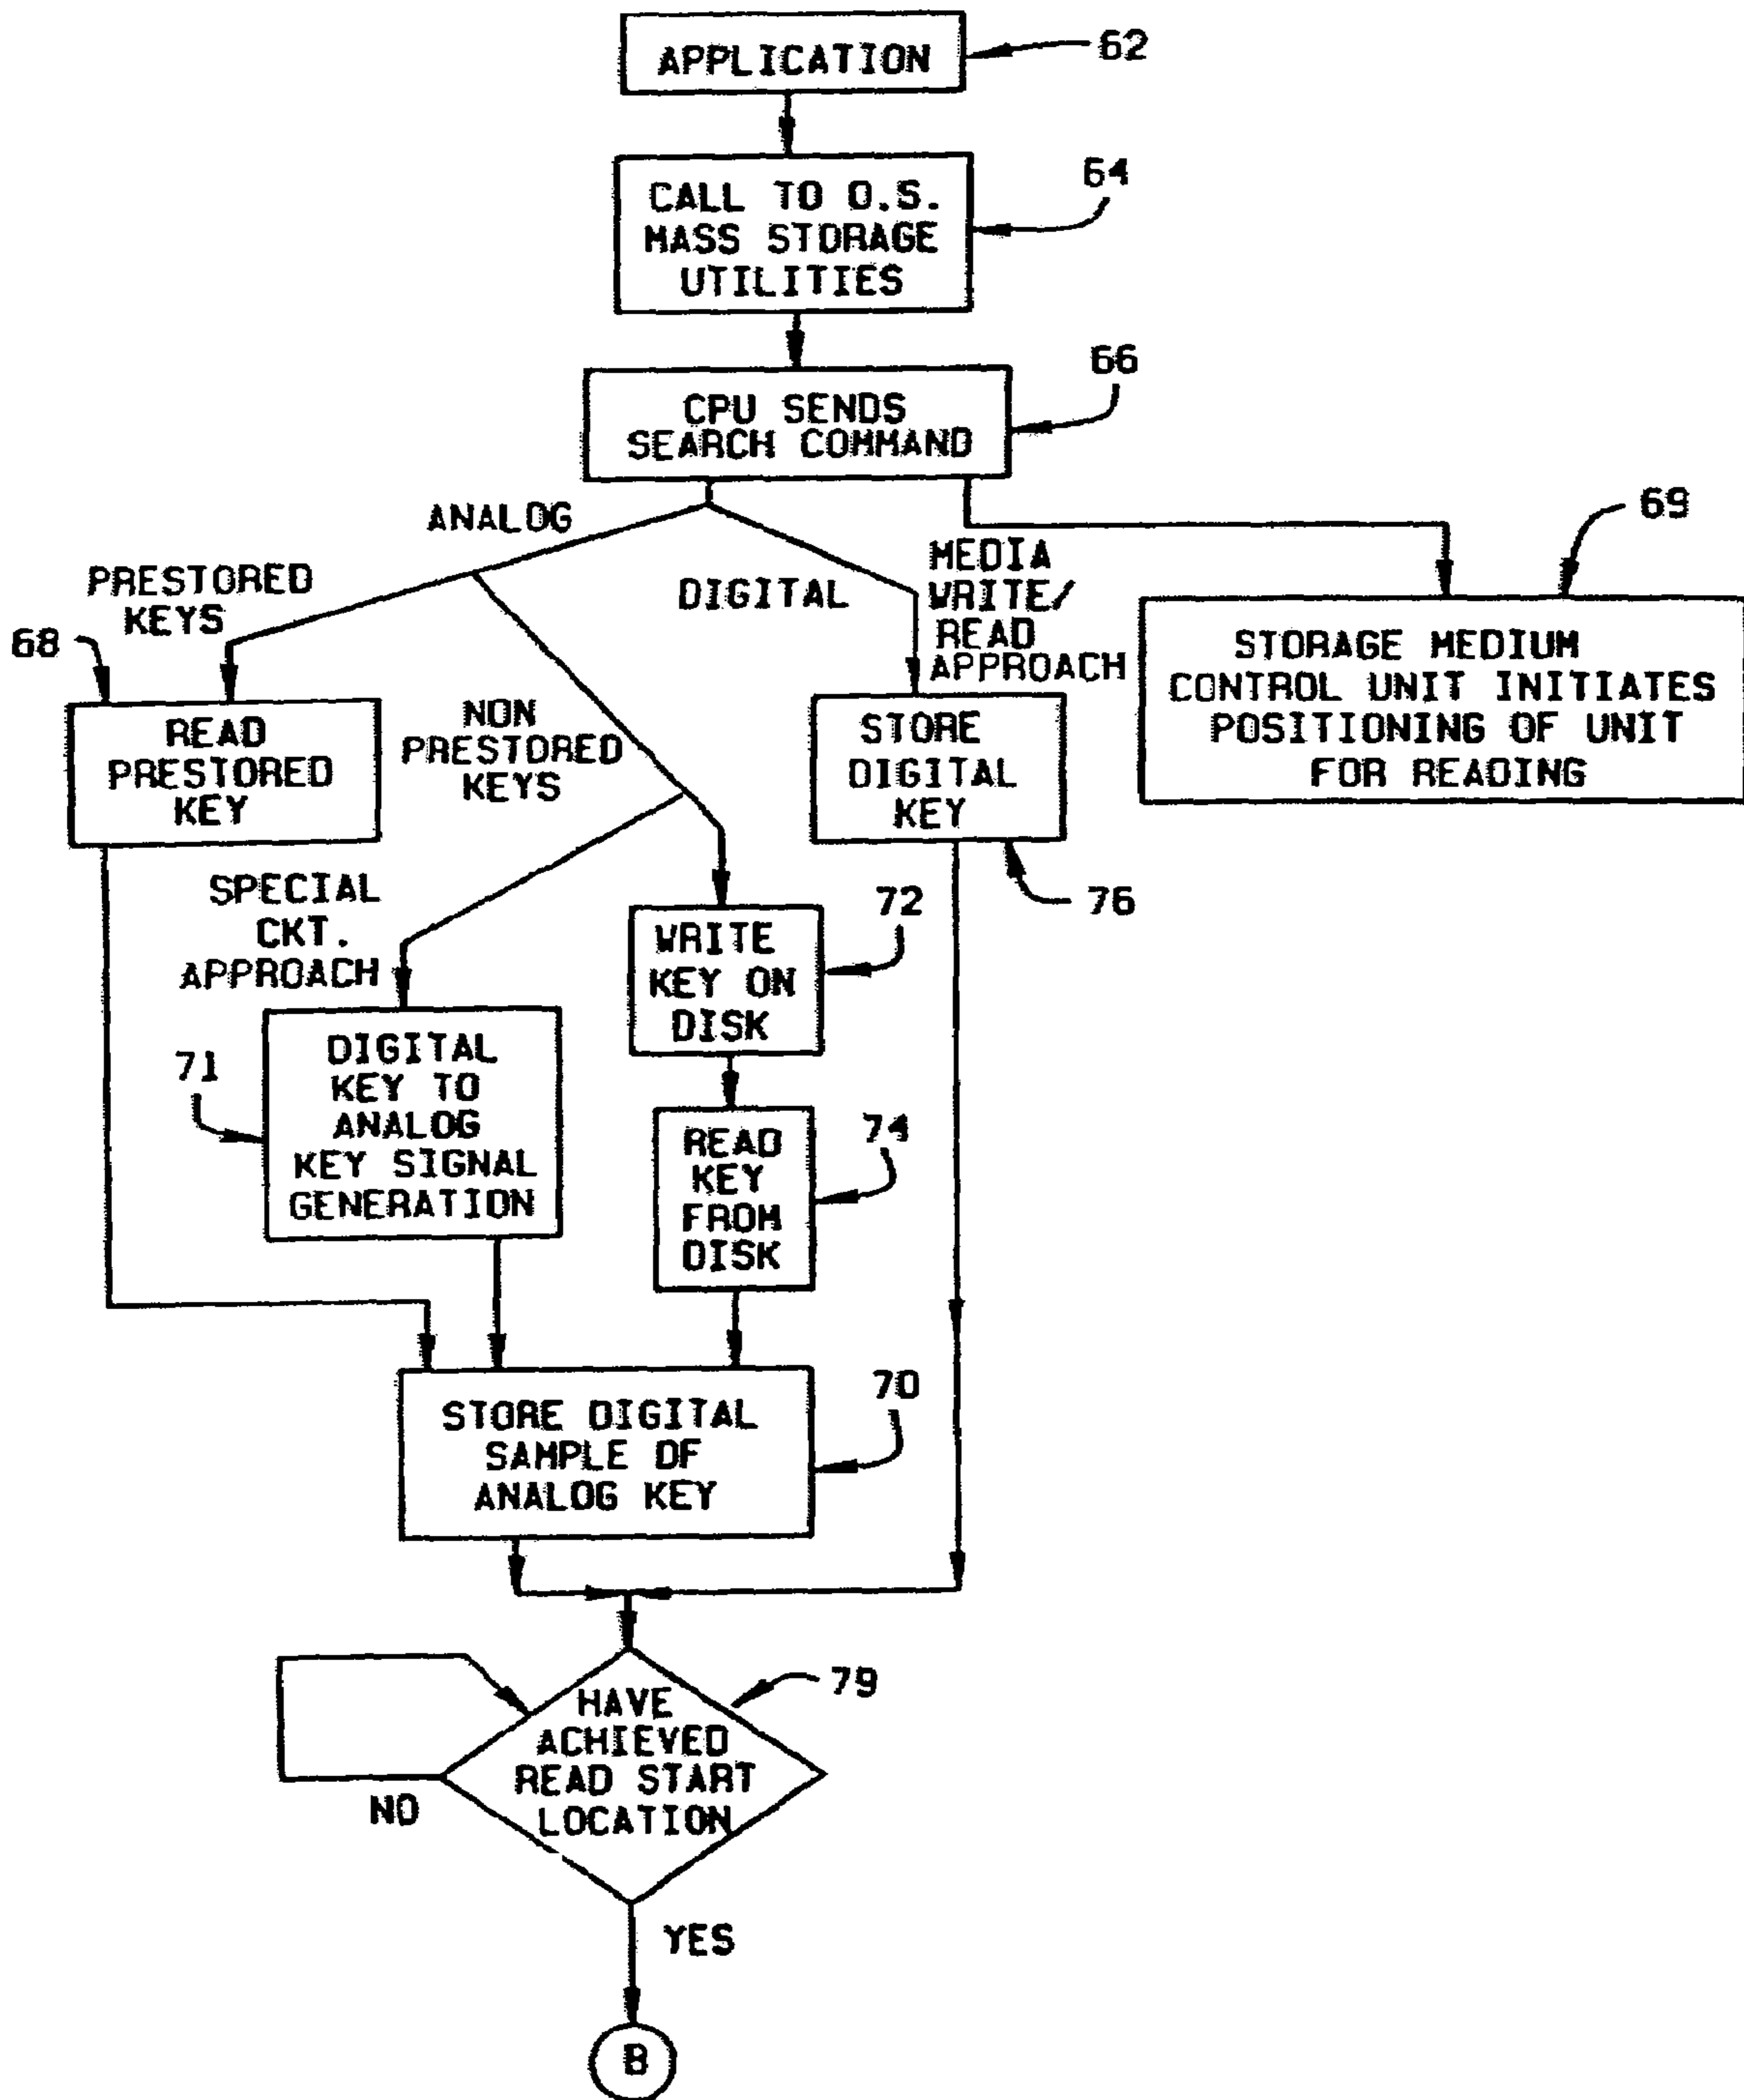 APPLICATION
62
CALL TO O.S.
MASS STORAGE
UTILITIES
64
CPU SENDS
SEARCH COMMAND
66
ANALOG
PRESTORED
KEYS
68
DIGITAL
MEDIA
WRITE/
READ
APPROACH
69
STORAGE MEDIUM
CONTROL UNIT INITIATES
POSITIONING OF UNIT
FOR READING
READ
PRESTORED
KEY
NON
PRESTORED
KEYS
STORE
DIGITAL
KEY
76
SPECIAL
CKT.
APPROACH
72
WRITE
KEY ON
DISK
71
DIGITAL
KEY TO
ANALOG
KEY SIGNAL
GENERATION
74
READ
KEY
FROM
DISK
70
STORE DIGITAL
SAMPLE OF
ANALOG KEY
79
HAVE
ACHIEVED
READ START
LOCATION
NO
YES
B